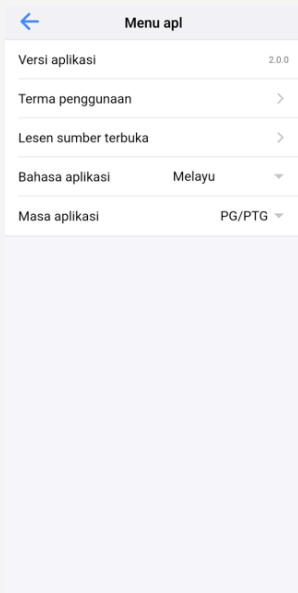 Menu apl
Versi aplikasi 2.0.0
Terma penggunaan
Lesen sumber terbuka
Bahasa aplikasi Melayu
Masa aplikasi PG/PTG